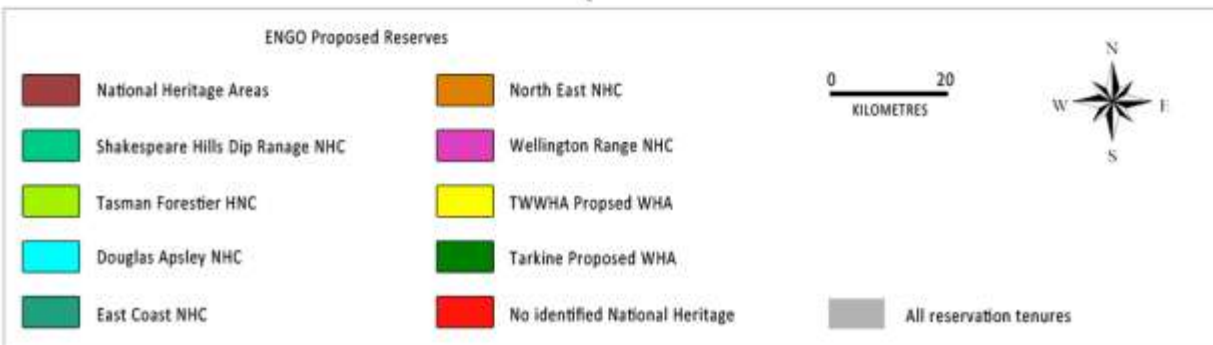 ENGO Proposed Reserves
National Heritage Areas
Shakespeare Hills Dip Ranage NHC
Tasman Forestier HNC
Douglas Apsley NHC
East Coast NHC
North East NHC
Wellington Range NHC
TWWHA Propsed WHA
Tarkine Proposed WHA
No identified National Heritage
0 20
KILOMETRES
All reservation tenures
N
W E
S